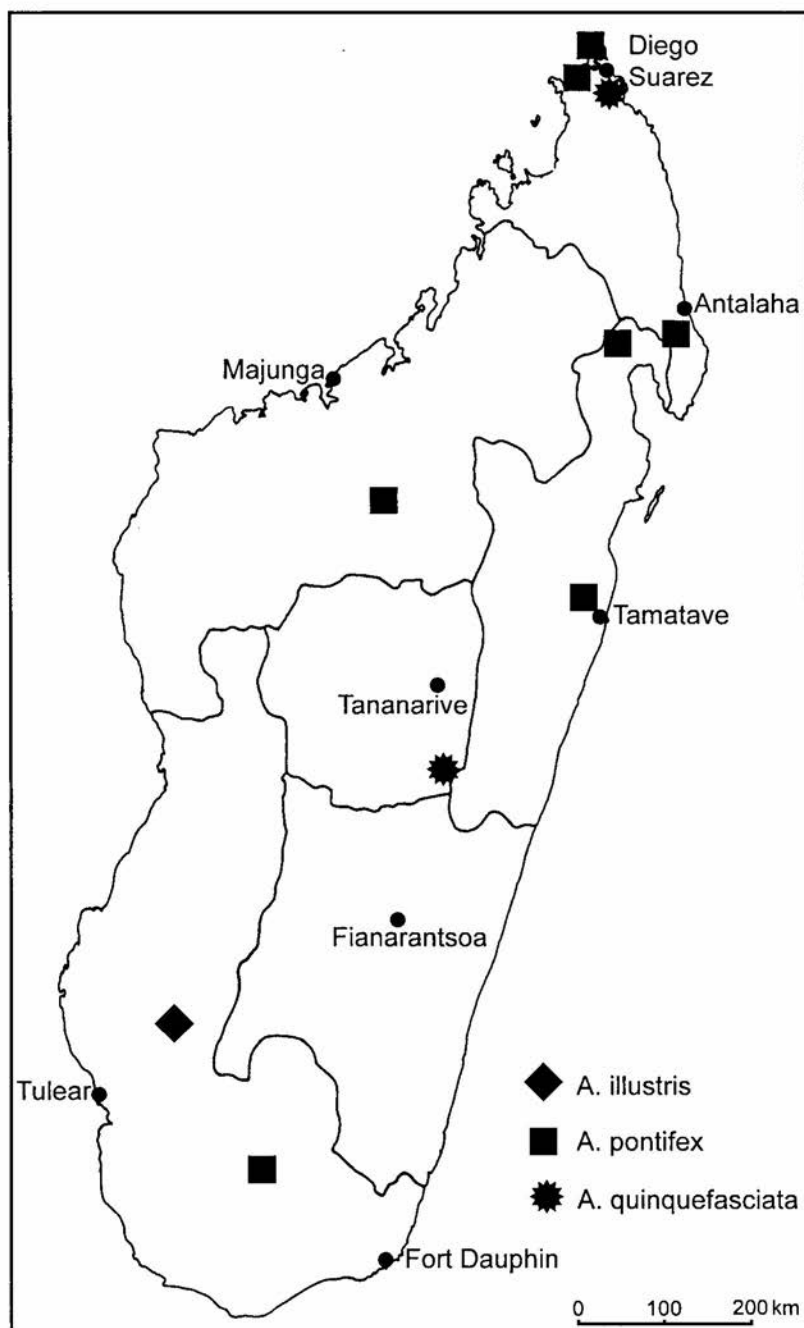 Diego
Suarez
Antalaha
Majunga
Tamatave
Tananarive
Fianarantsoa
Tulear
A. illustris
A. pontifex
A. quinquefasciata
Fort Dauphin
0 100 200 km